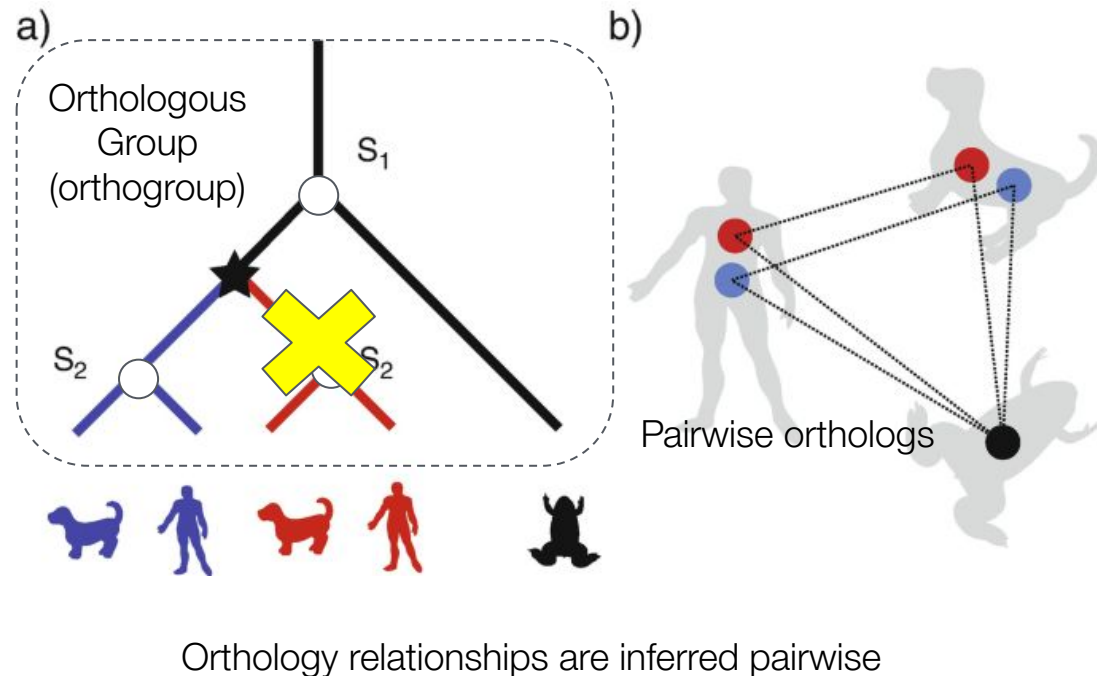 a)
Orthologous
Group
(orthogroup)
S1
S2
S2
b)
Pairwise orthologs
Orthology relationships are inferred pairwise